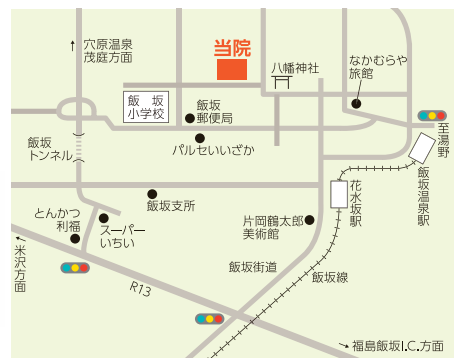 穴原温泉
茂庭方面
当院
八幡神社
なかむらや
旅館
飯坂
小学校
飯坂
郵便局
至湯野
パルセいいざか
飯坂
トンネル
飯坂温泉駅
花水坂駅
飯坂支所
とんかつ
利福
スーパー
いちい
片岡鶴太郎
美術館
米沢方面
飯坂街道
飯坂線
R13
福島飯坂I.C.方面